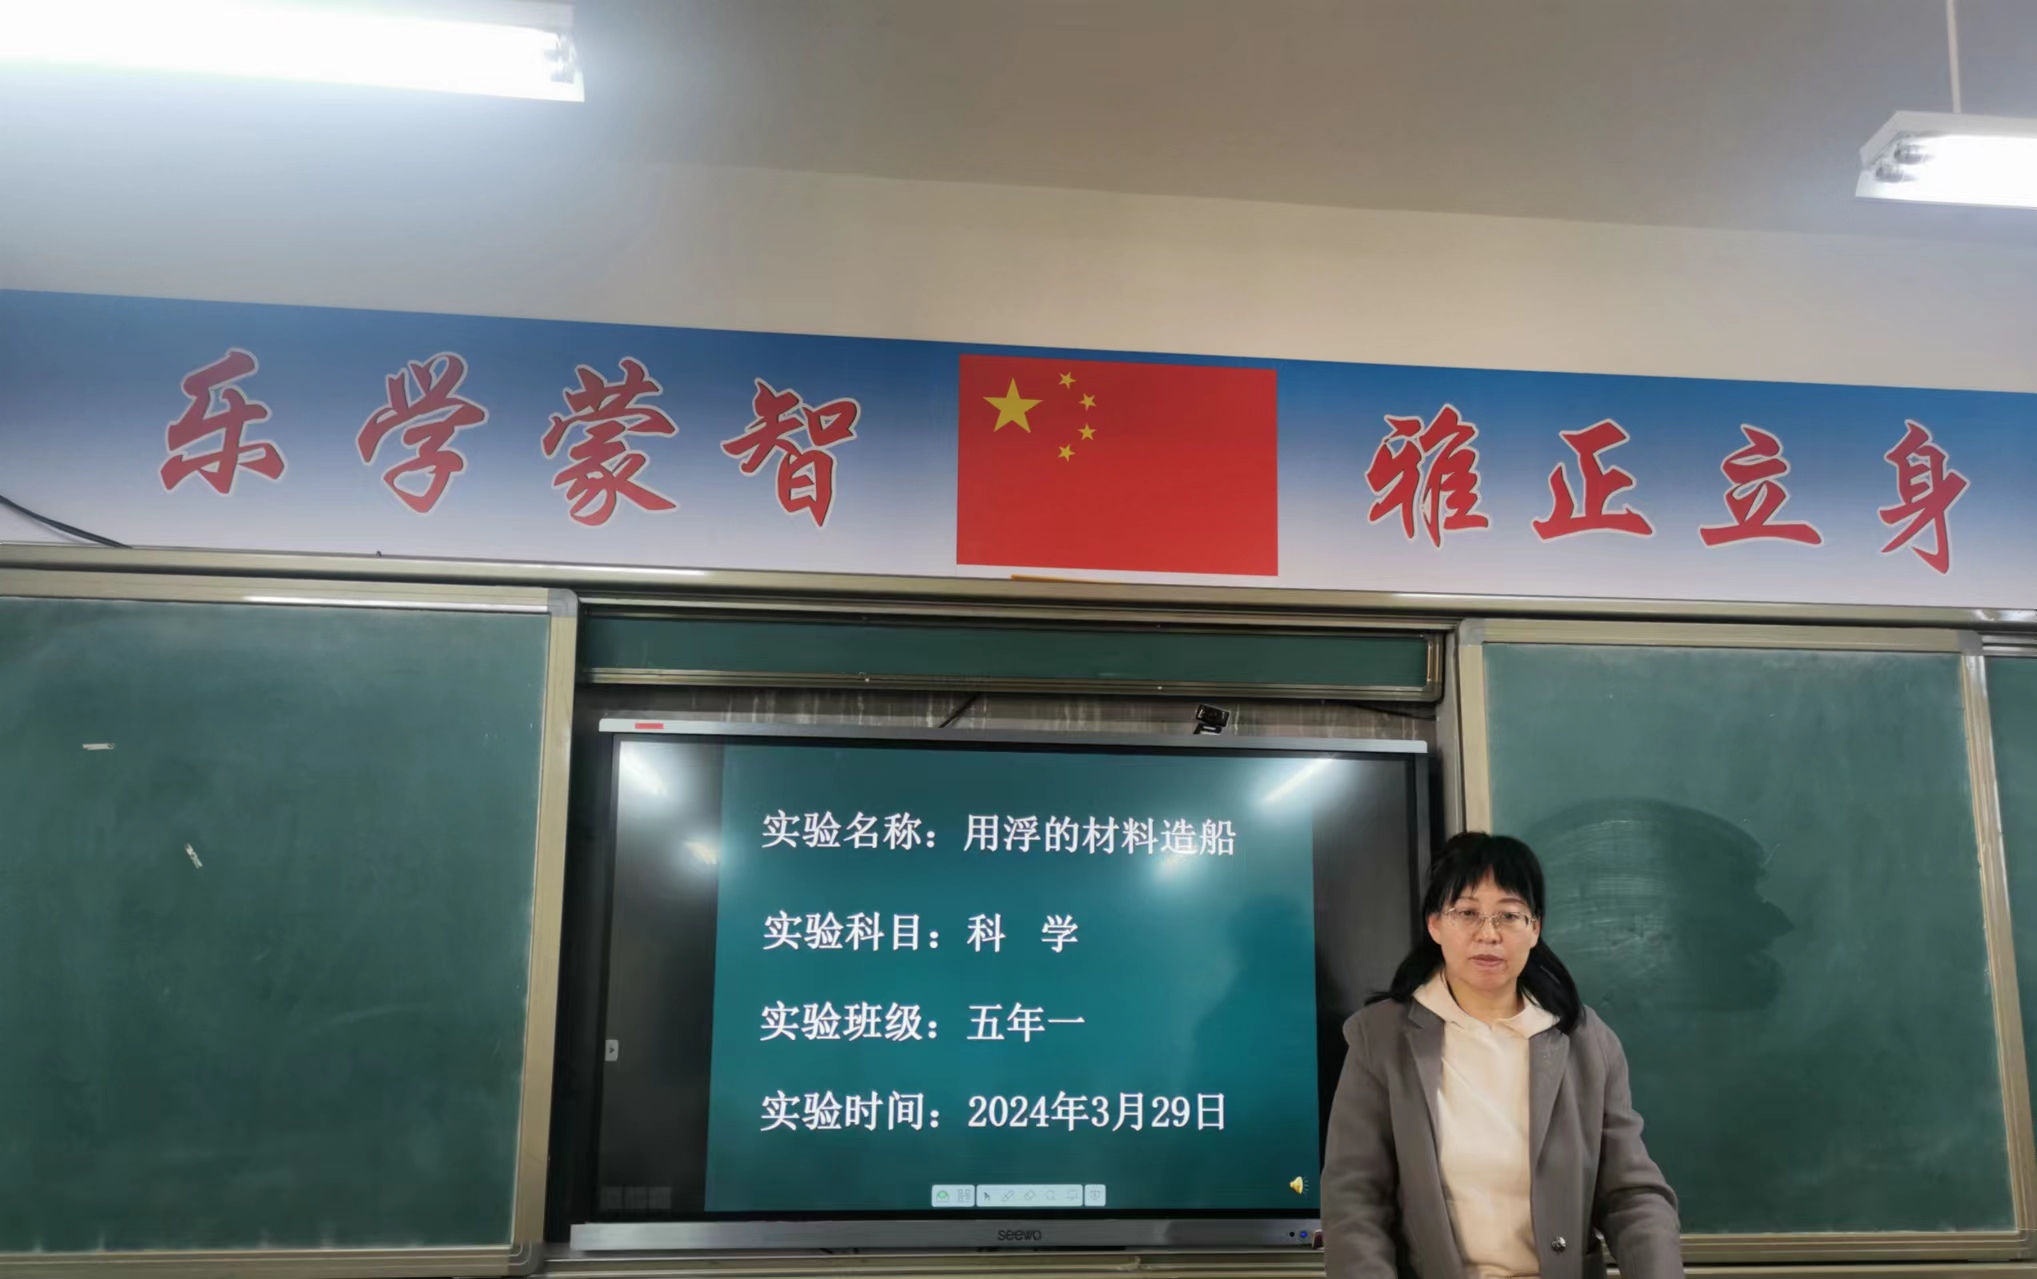 乐学蒙智 雅正立身
实验名称：用浮的材料造船
实验科目：科 学
实验班级：五年一
实验时间：2024年3月29日
seewo